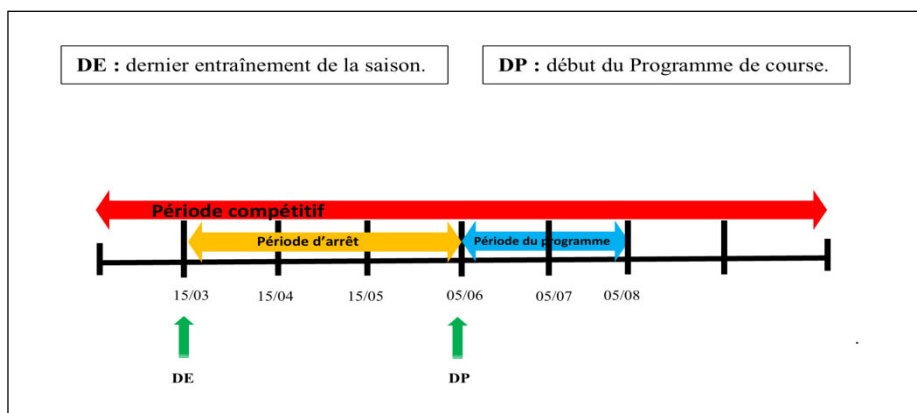 DE : dernier entraînement de la saison.
DP : début du Programme de course.
Période compétitif
Période d'arrêt
Période du programme
15/03
15/04
15/05
05/06
05/07
05/08
DE
DP